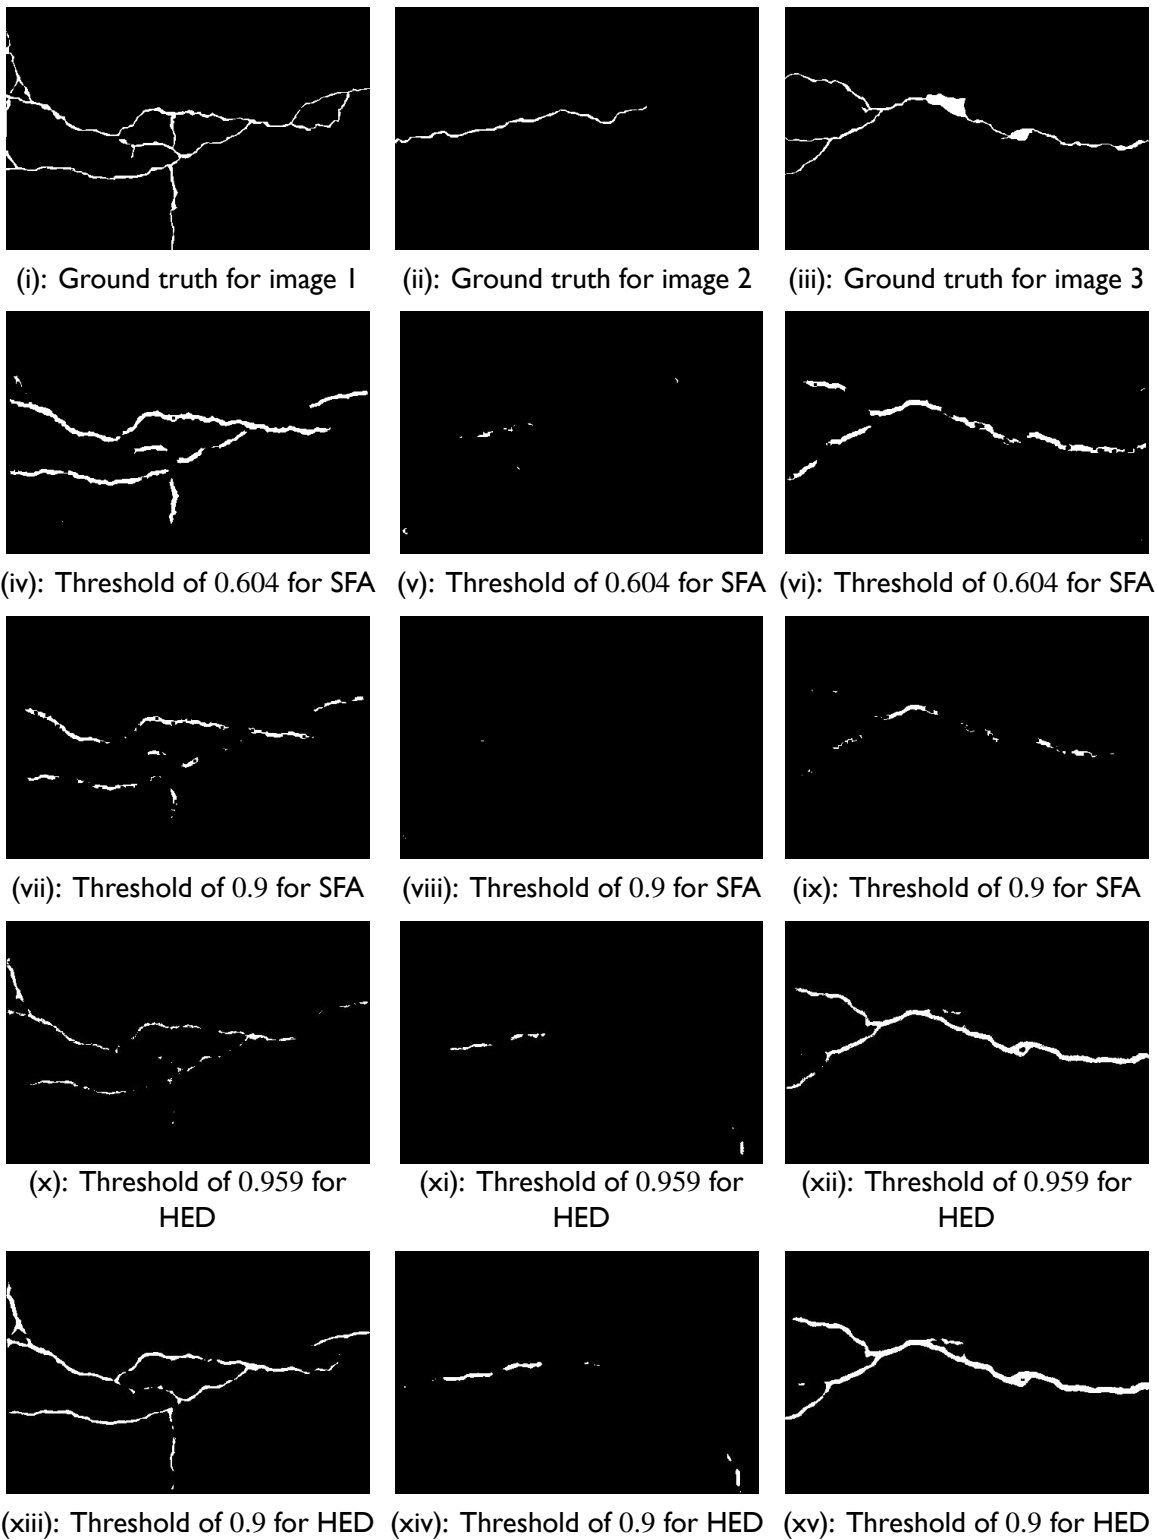 (i): Ground truth for image 1
(ii): Ground truth for image 2
(iii): Ground truth for image 3
(iv): Threshold of 0.604 for SFA
(v): Threshold of 0.604 for SFA
(vi): Threshold of 0.604 for SFA
(vii): Threshold of 0.9 for SFA
(viii): Threshold of 0.9 for SFA
(ix): Threshold of 0.9 for SFA
(x): Threshold of 0.959 for
HED
(xi): Threshold of 0.959 for
HED
(xii): Threshold of 0.959 for
HED
(xiii): Threshold of 0.9 for HED
(xiv): Threshold of 0.9 for HED
(xv): Threshold of 0.9 for HED